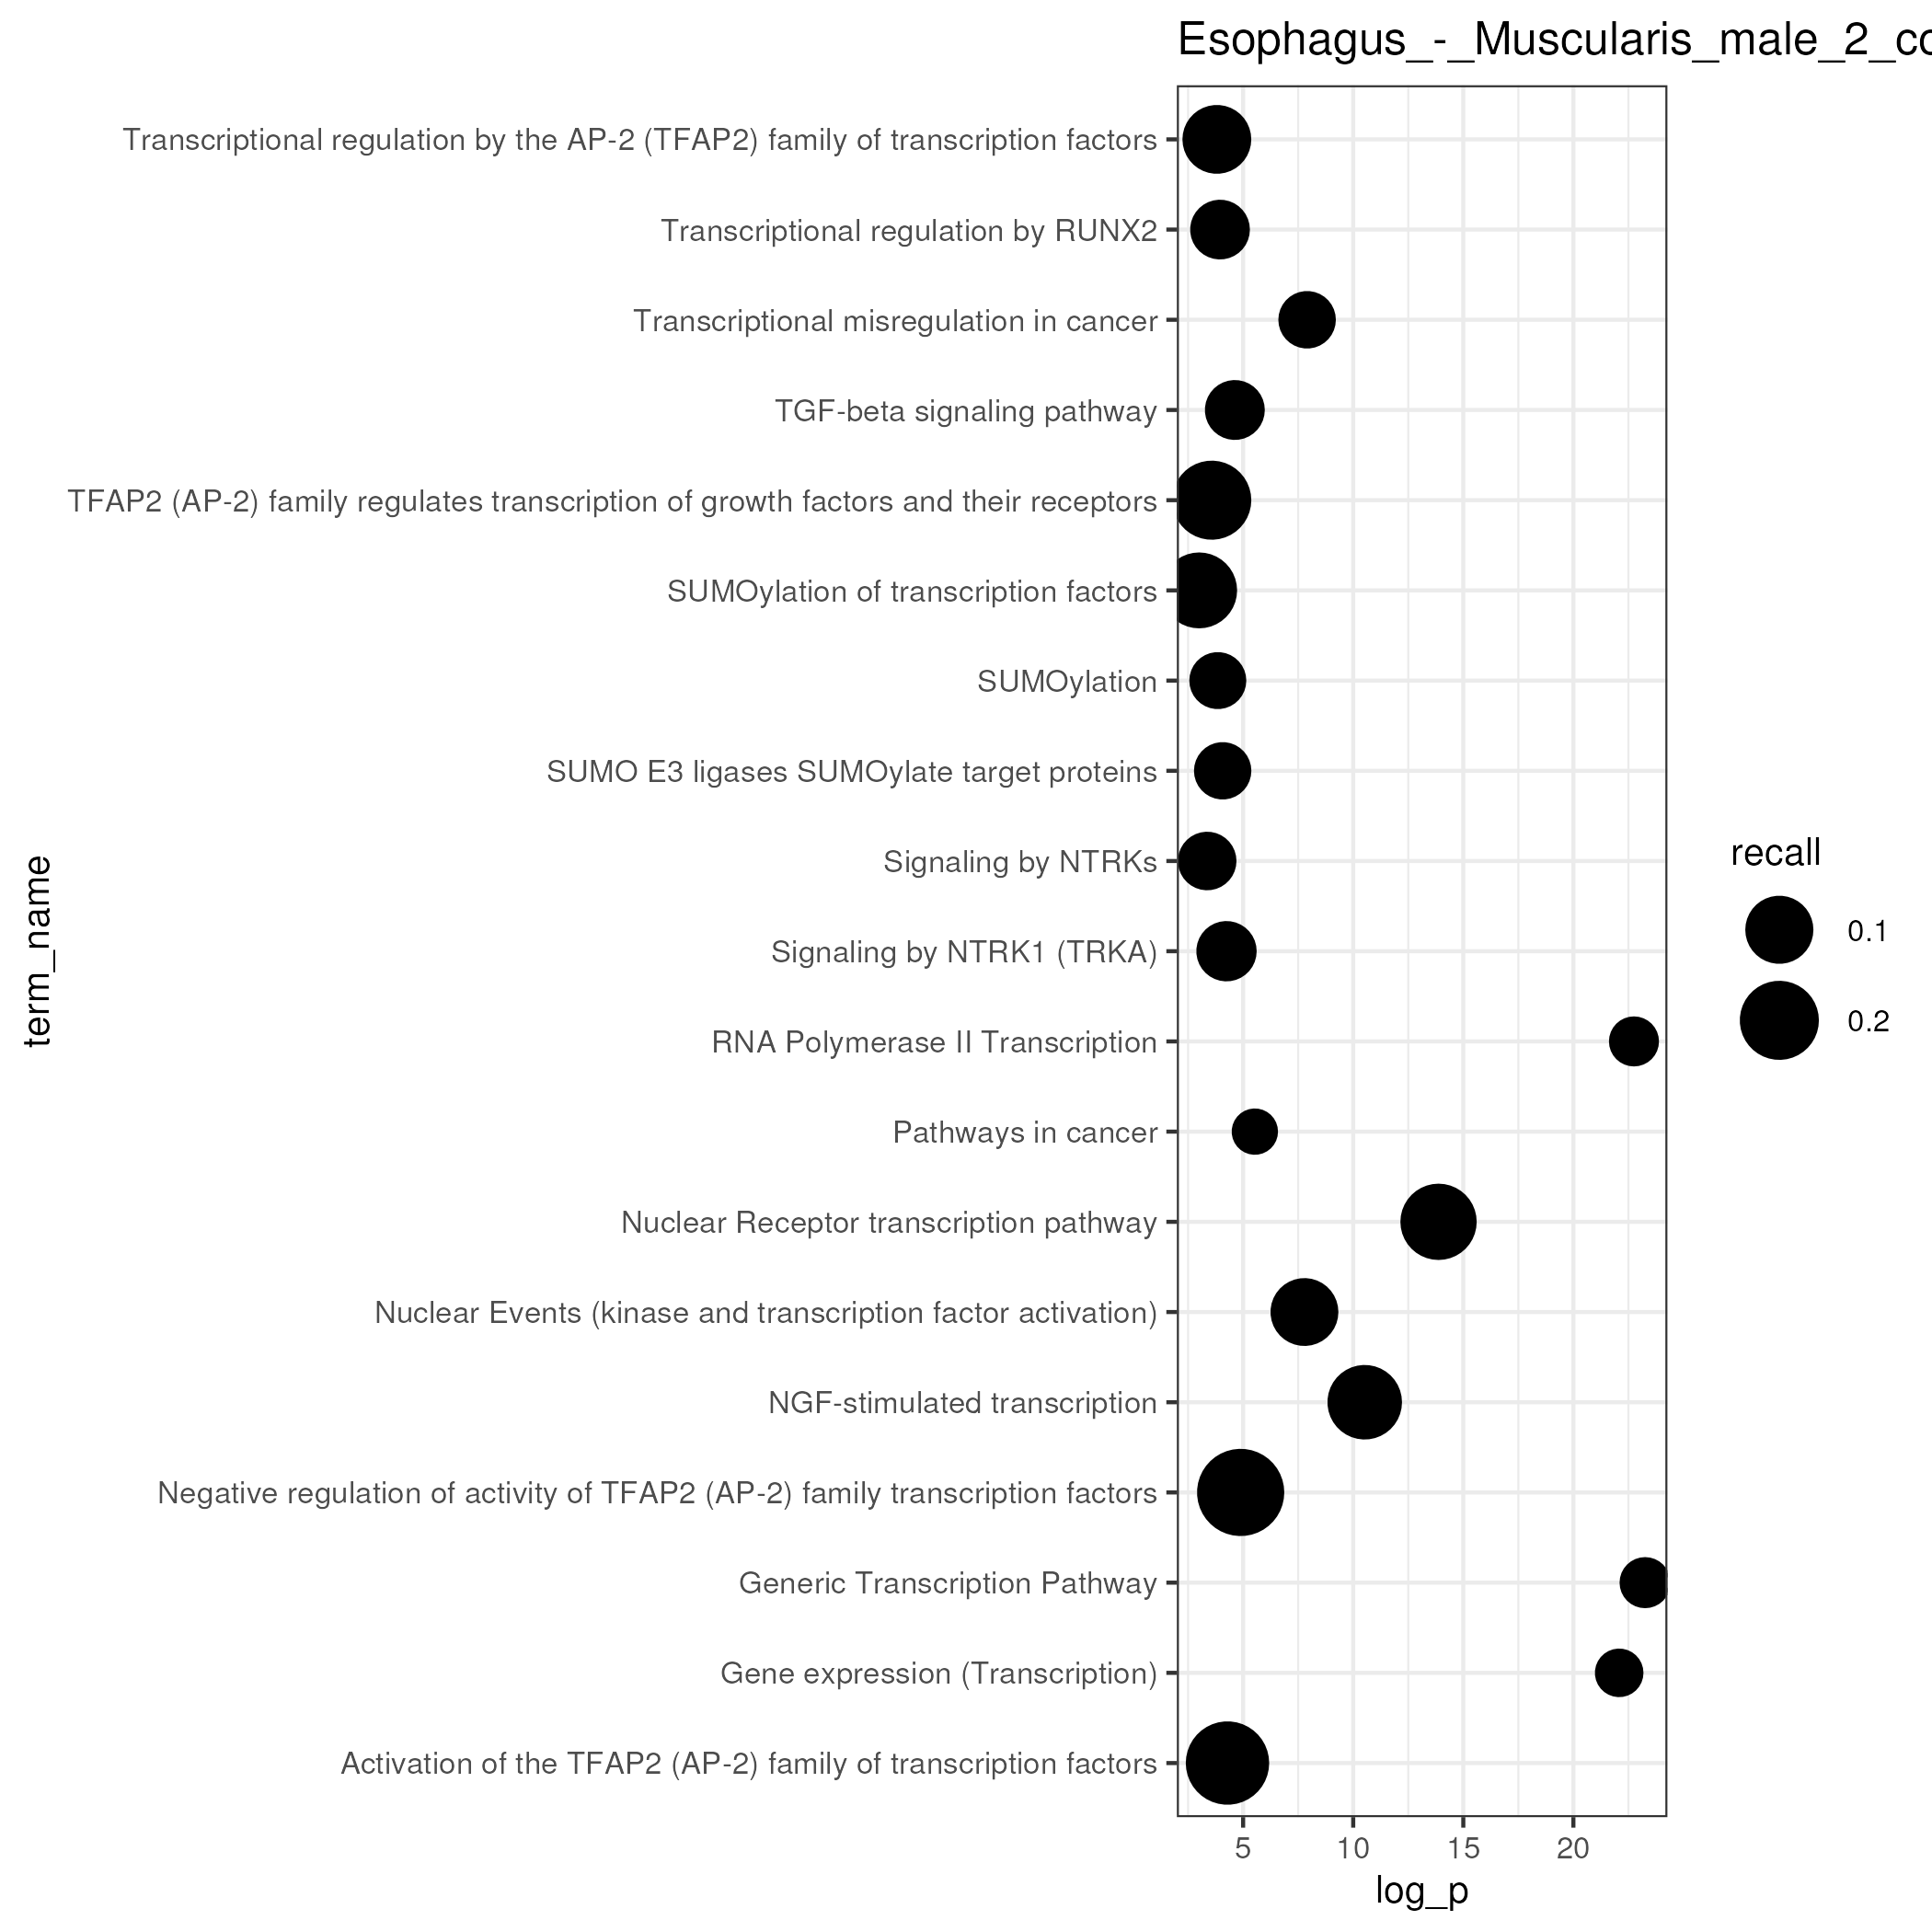 Esophagus_-_Muscularis_male_2_co
Transcriptional regulation by the AP-2 (TFAP2) family of transcription factors
Transcriptional regulation by RUNX2
Transcriptional misregulation in cancer
TGF-beta signaling pathway
TFAP2 (AP-2) family regulates transcription of growth factors and their receptors
SUMOylation of transcription factors
SUMOylation
SUMO E3 ligases SUMOylate target proteins
Signaling by NTRKs
Signaling by NTRK1 (TRKA)
RNA Polymerase II Transcription
Pathways in cancer
Nuclear Receptor transcription pathway
Nuclear Events (kinase and transcription factor activation)
NGF-stimulated transcription
Negative regulation of activity of TFAP2 (AP-2) family transcription factors
Generic Transcription Pathway
Gene expression (Transcription)
Activation of the TFAP2 (AP-2) family of transcription factors
term_name
5 10 15 20
log_p
recall
0.1
0.2